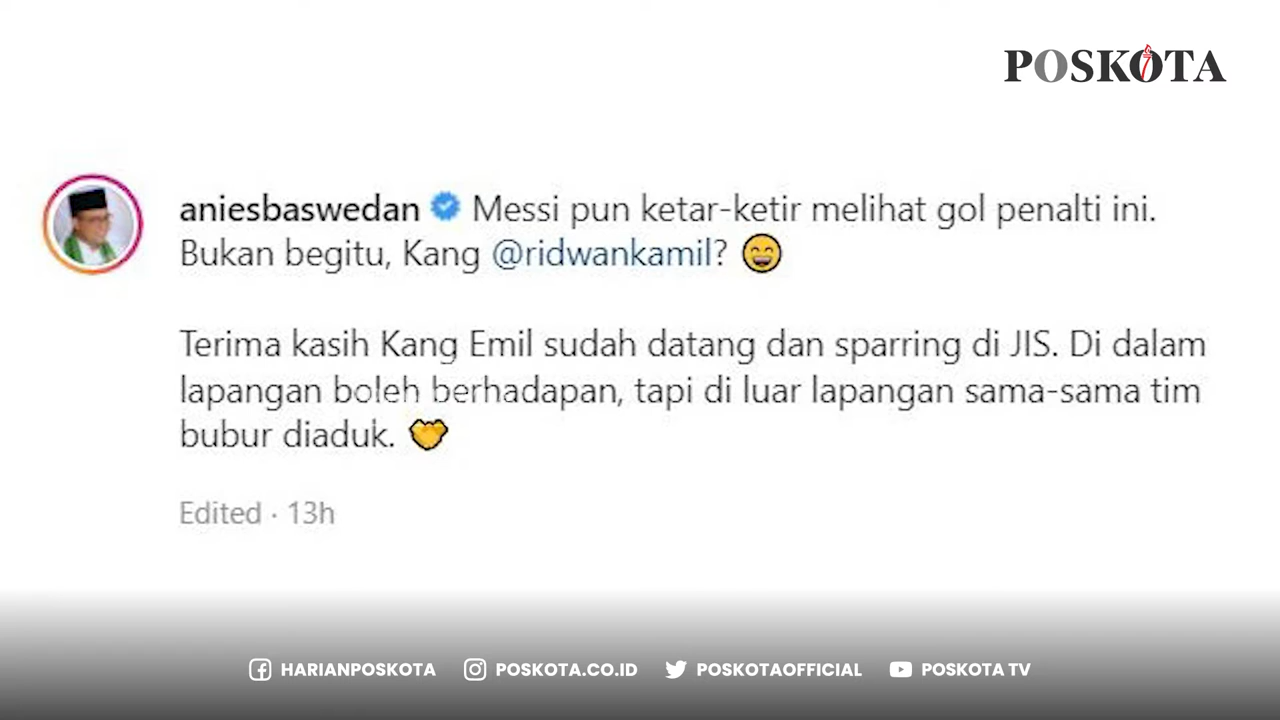 POSKOTA
aniesbaswedan Messi pun ketar-ketir melihat gol penalti ini.
Bukan begitu, Kang @ridwankamil? 😄
Terima kasih Kang Emil sudah datang dan sparring di JIS. Di dalam
lapangan boleh berhadapan, tapi di luar lapangan sama-sama tim
bubur diaduk. 🤝
Edited · 13h
HARIANPOSKOTA POSKOTA.CO.ID POSKOTAOFFICIAL POSKOTA TV